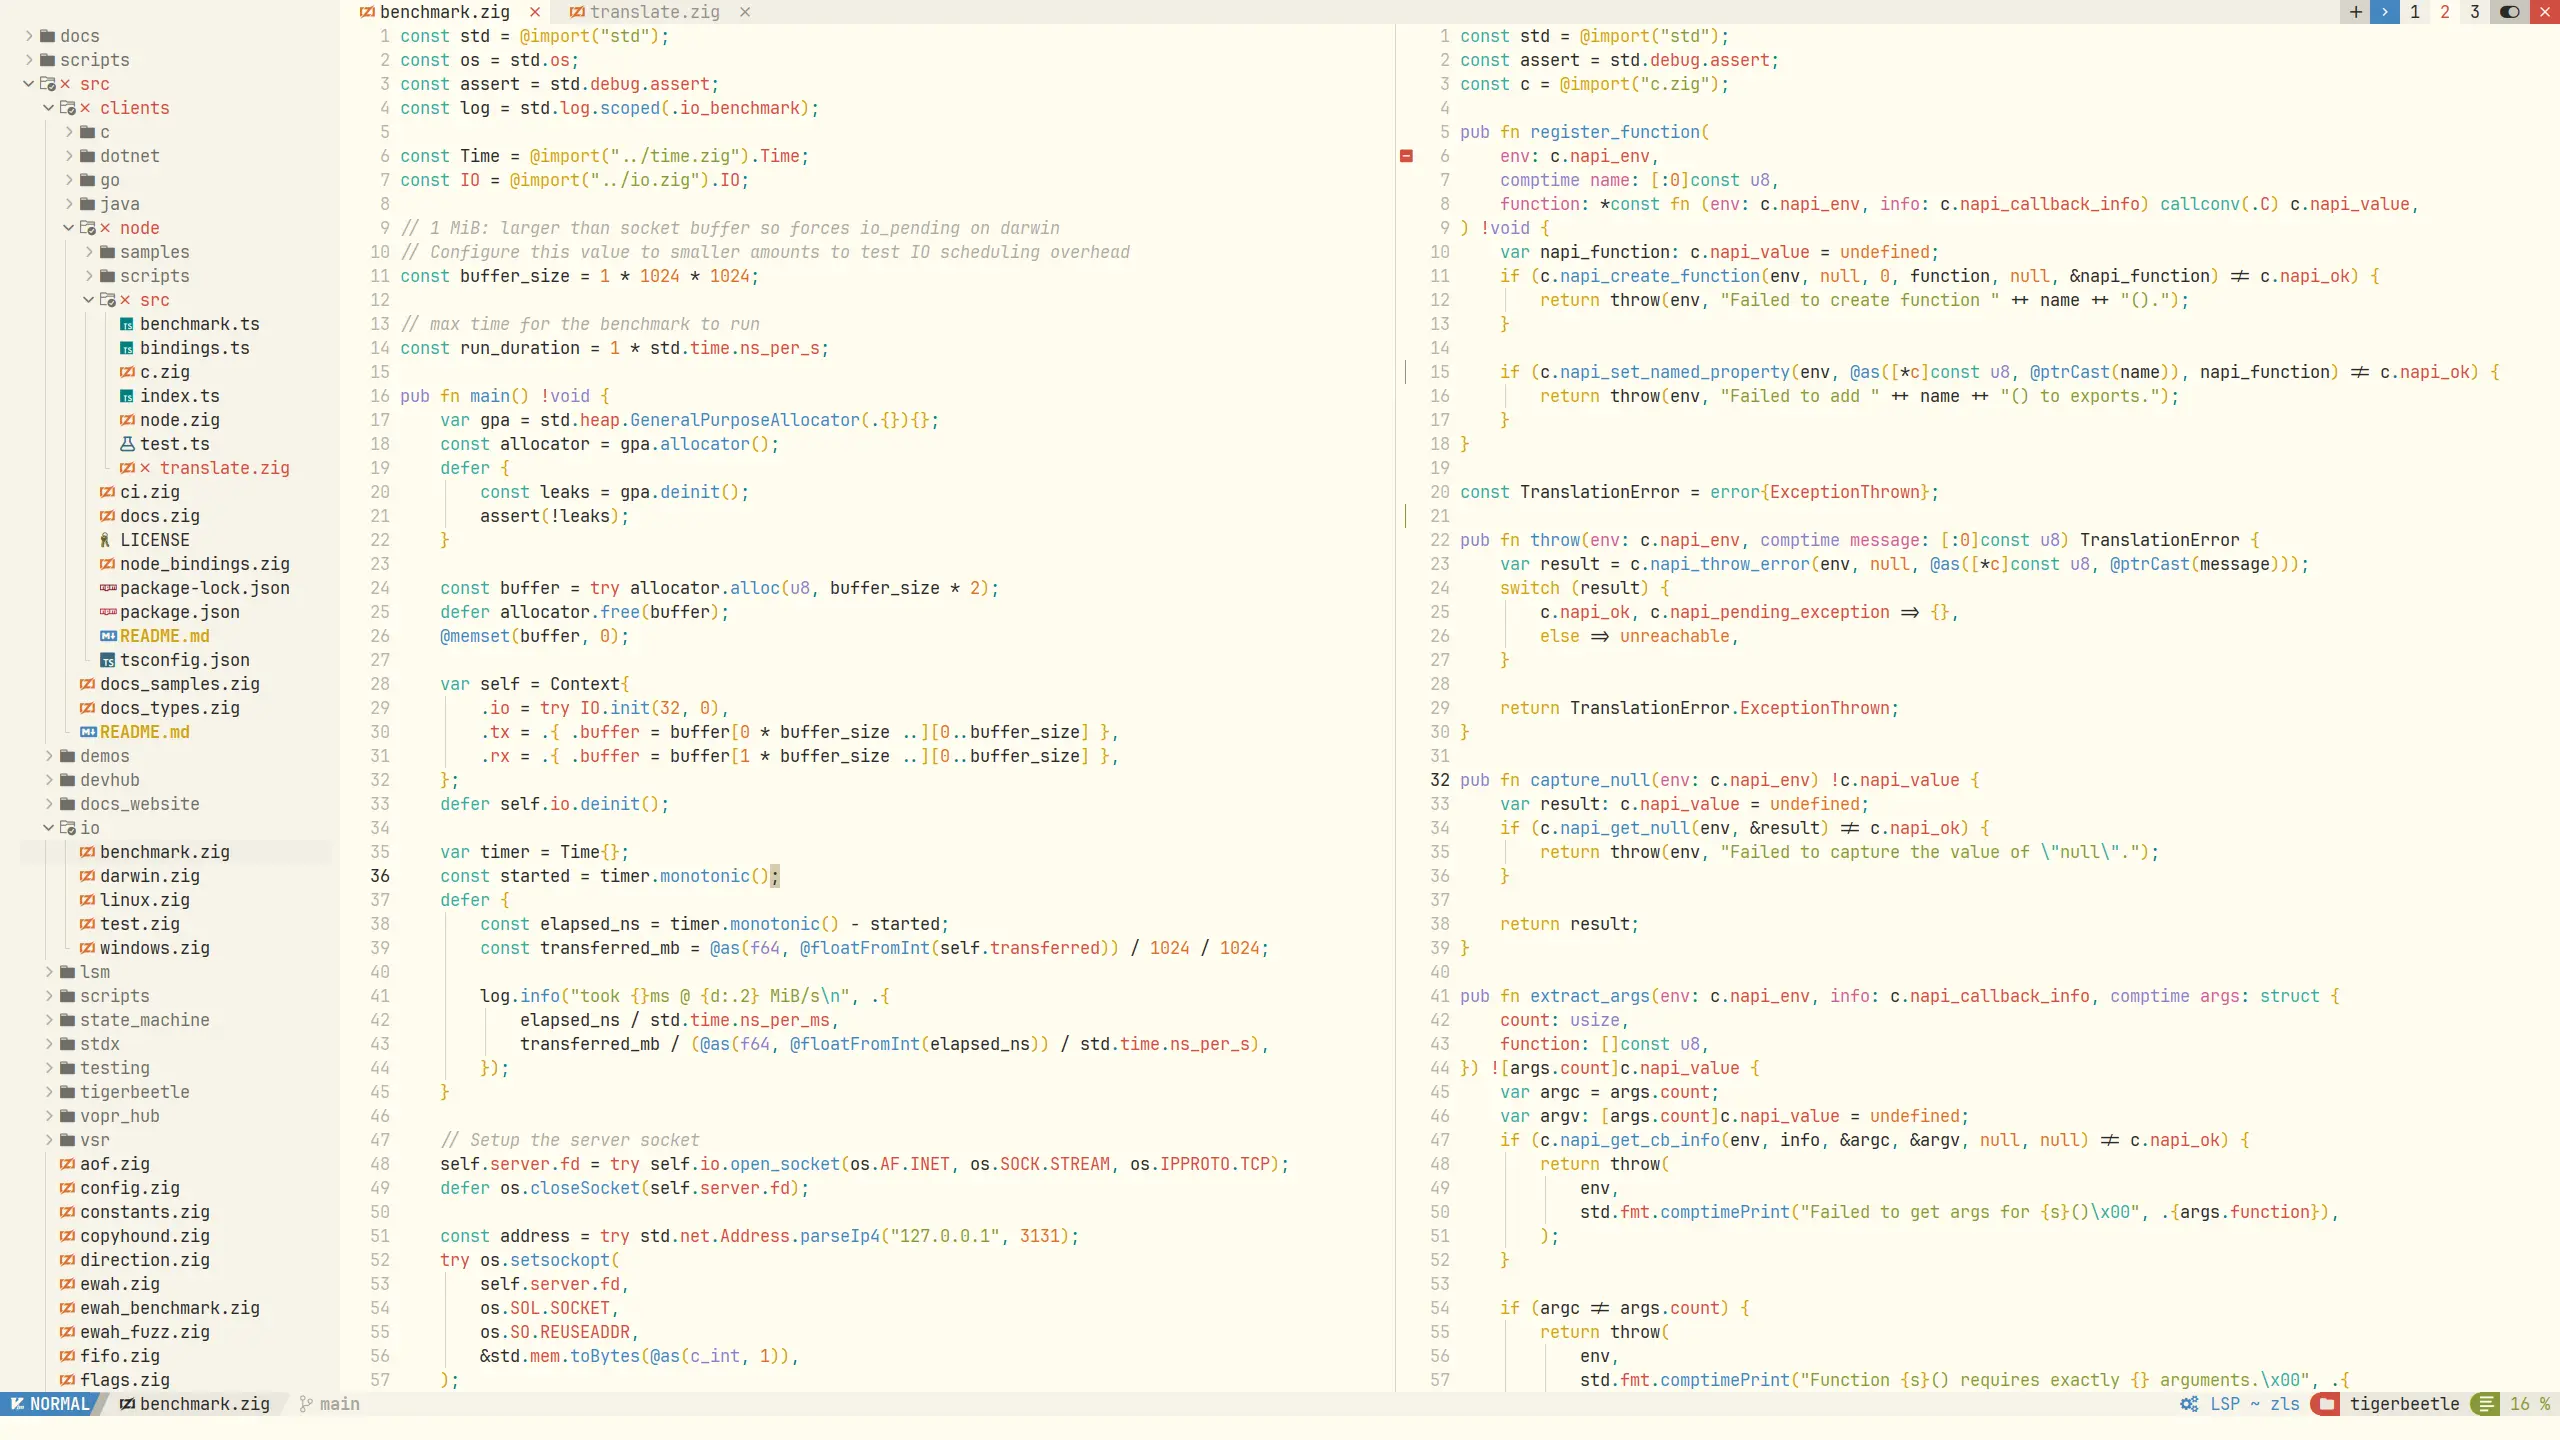 benchmark.zig × translate.zig × + › 1 2 3 ×
docs
scripts
× src
× clients
c
dotnet
go
java
× node
samples
scripts
× src
benchmark.ts
bindings.ts
c.zig
index.ts
node.zig
test.ts
× translate.zig
ci.zig
docs.zig
LICENSE
node_bindings.zig
package-lock.json
package.json
README.md
tsconfig.json
docs_samples.zig
docs_types.zig
README.md
demos
devhub
docs_website
io
benchmark.zig
darwin.zig
linux.zig
test.zig
windows.zig
lsm
scripts
state_machine
stdx
testing
tigerbeetle
vopr_hub
vsr
aof.zig
config.zig
constants.zig
copyhound.zig
direction.zig
ewah.zig
ewah_benchmark.zig
ewah_fuzz.zig
fifo.zig
flags.zig
1 const std = @import("std");
2 const os = std.os;
3 const assert = std.debug.assert;
4 const log = std.log.scoped(.io_benchmark);
5
6 const Time = @import("../time.zig").Time;
7 const IO = @import("../io.zig").IO;
8
9 // 1 MiB: larger than socket buffer so forces io_pending on darwin
10 // Configure this value to smaller amounts to test IO scheduling overhead
11 const buffer_size = 1 * 1024 * 1024;
12
13 // max time for the benchmark to run
14 const run_duration = 1 * std.time.ns_per_s;
15
16 pub fn main() !void {
17     var gpa = std.heap.GeneralPurposeAllocator(.{}){};
18     const allocator = gpa.allocator();
19     defer {
20         const leaks = gpa.deinit();
21         assert(!leaks);
22     }
23
24     const buffer = try allocator.alloc(u8, buffer_size * 2);
25     defer allocator.free(buffer);
26     @memset(buffer, 0);
27
28     var self = Context{
29         .io = try IO.init(32, 0),
30         .tx = .{ .buffer = buffer[0 * buffer_size ..][0..buffer_size] },
31         .rx = .{ .buffer = buffer[1 * buffer_size ..][0..buffer_size] },
32     };
33     defer self.io.deinit();
34
35     var timer = Time{};
36     const started = timer.monotonic();
37     defer {
38         const elapsed_ns = timer.monotonic() - started;
39         const transferred_mb = @as(f64, @floatFromInt(self.transferred)) / 1024 / 1024;
40
41         log.info("took {}ms @ {d:.2} MiB/s\n", .{
42             elapsed_ns / std.time.ns_per_ms,
43             transferred_mb / (@as(f64, @floatFromInt(elapsed_ns)) / std.time.ns_per_s),
44         });
45     }
46
47     // Setup the server socket
48     self.server.fd = try self.io.open_socket(os.AF.INET, os.SOCK.STREAM, os.IPPROTO.TCP);
49     defer os.closeSocket(self.server.fd);
50
51     const address = try std.net.Address.parseIp4("127.0.0.1", 3131);
52     try os.setsockopt(
53         self.server.fd,
54         os.SOL.SOCKET,
55         os.SO.REUSEADDR,
56         &std.mem.toBytes(@as(c_int, 1)),
57     );
1 const std = @import("std");
2 const assert = std.debug.assert;
3 const c = @import("c.zig");
4
5 pub fn register_function(
6     env: c.napi_env,
7     comptime name: [:0]const u8,
8     function: *const fn (env: c.napi_env, info: c.napi_callback_info) callconv(.C) c.napi_value,
9 ) !void {
10     var napi_function: c.napi_value = undefined;
11     if (c.napi_create_function(env, null, 0, function, null, &napi_function) != c.napi_ok) {
12         return throw(env, "Failed to create function " ++ name ++ "().");
13     }
14
15     if (c.napi_set_named_property(env, @as([*c]const u8, @ptrCast(name)), napi_function) != c.napi_ok) {
16         return throw(env, "Failed to add " ++ name ++ "() to exports.");
17     }
18 }
19
20 const TranslationError = error{ExceptionThrown};
21
22 pub fn throw(env: c.napi_env, comptime message: [:0]const u8) TranslationError {
23     var result = c.napi_throw_error(env, null, @as([*c]const u8, @ptrCast(message)));
24     switch (result) {
25         c.napi_ok, c.napi_pending_exception => {},
26         else => unreachable,
27     }
28
29     return TranslationError.ExceptionThrown;
30 }
31
32 pub fn capture_null(env: c.napi_env) !c.napi_value {
33     var result: c.napi_value = undefined;
34     if (c.napi_get_null(env, &result) != c.napi_ok) {
35         return throw(env, "Failed to capture the value of \"null\".");
36     }
37
38     return result;
39 }
40
41 pub fn extract_args(env: c.napi_env, info: c.napi_callback_info, comptime args: struct {
42     count: usize,
43     function: []const u8,
44 }) ![args.count]c.napi_value {
45     var argc = args.count;
46     var argv: [args.count]c.napi_value = undefined;
47     if (c.napi_get_cb_info(env, info, &argc, &argv, null, null) != c.napi_ok) {
48         return throw(
49             env,
50             std.fmt.comptimePrint("Failed to get args for {s}()\x00", .{args.function}),
51         );
52     }
53
54     if (argc != args.count) {
55         return throw(
56             env,
57             std.fmt.comptimePrint("Function {s}() requires exactly {} arguments.\x00", .{
NORMAL benchmark.zig main LSP ~ zls tigerbeetle 16 %